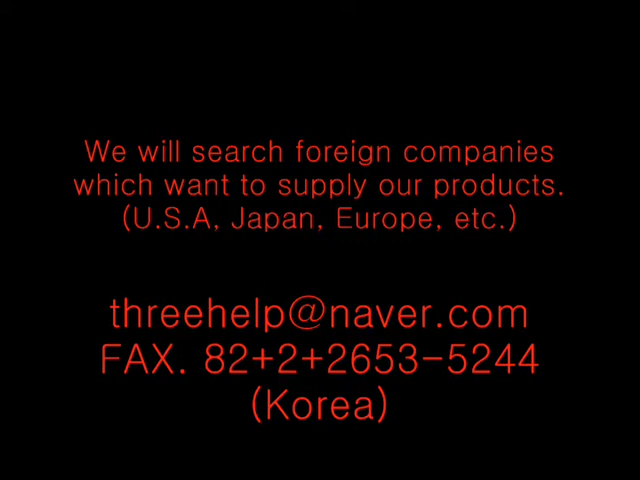 We will search foreign companies
which want to supply our products.
(U.S.A, Japan, Europe, etc.)
threehelp@naver.com
FAX. 82+2+2653-5244
(Korea)